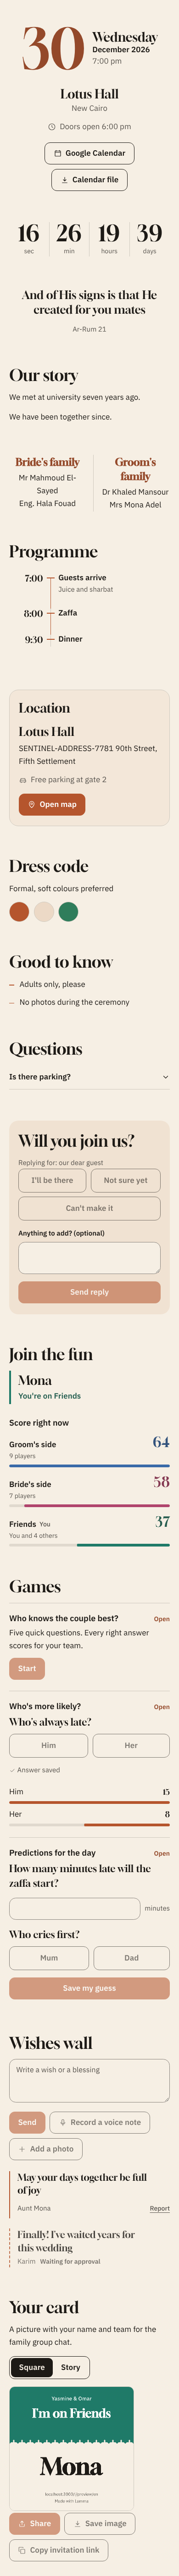 30
Wednesday
December 2026
7:00 pm
Lotus Hall
New Cairo
Doors open 6:00 pm
Google Calendar
Calendar file
16 26 19 39
sec min hours days
And of His signs is that He
created for you mates
Ar-Rum 21
Our story
We met at university seven years ago.
We have been together since.
Bride's family
Mr Mahmoud El-
Sayed
Eng. Hala Fouad
Groom's
family
Dr Khaled Mansour
Mrs Mona Adel
Programme
7:00 Guests arrive
Juice and sharbat
8:00 Zaffa
9:30 Dinner
Location
Lotus Hall
SENTINEL-ADDRESS-7781 90th Street,
Fifth Settlement
Free parking at gate 2
Open map
Dress code
Formal, soft colours preferred
Good to know
Adults only, please
No photos during the ceremony
Questions
Is there parking?
Will you join us?
Replying for: our dear guest
I'll be there
Not sure yet
Can't make it
Anything to add? (optional)
Send reply
Join the fun
Mona
You're on Friends
Score right now
Groom's side 64
9 players
Bride's side 58
7 players
Friends You 37
You and 4 others
Games
Who knows the couple best? Open
Five quick questions. Every right answer
scores for your team.
Start
Who's more likely? Open
Who's always late?
Him
Her
Answer saved
Him 15
Her 8
Predictions for the day Open
How many minutes late will the
zaffa start?
minutes
Who cries first?
Mum
Dad
Save my guess
Wishes wall
Write a wish or a blessing
Send
Record a voice note
Add a photo
May your days together be full
of joy
Aunt Mona Report
Finally! I've waited years for
this wedding
Karim Waiting for approval
Your card
A picture with your name and team for the
family group chat.
Square
Story
Yasmine & Omar
I'm on Friends
Mona
Share
Save image
Copy invitation link